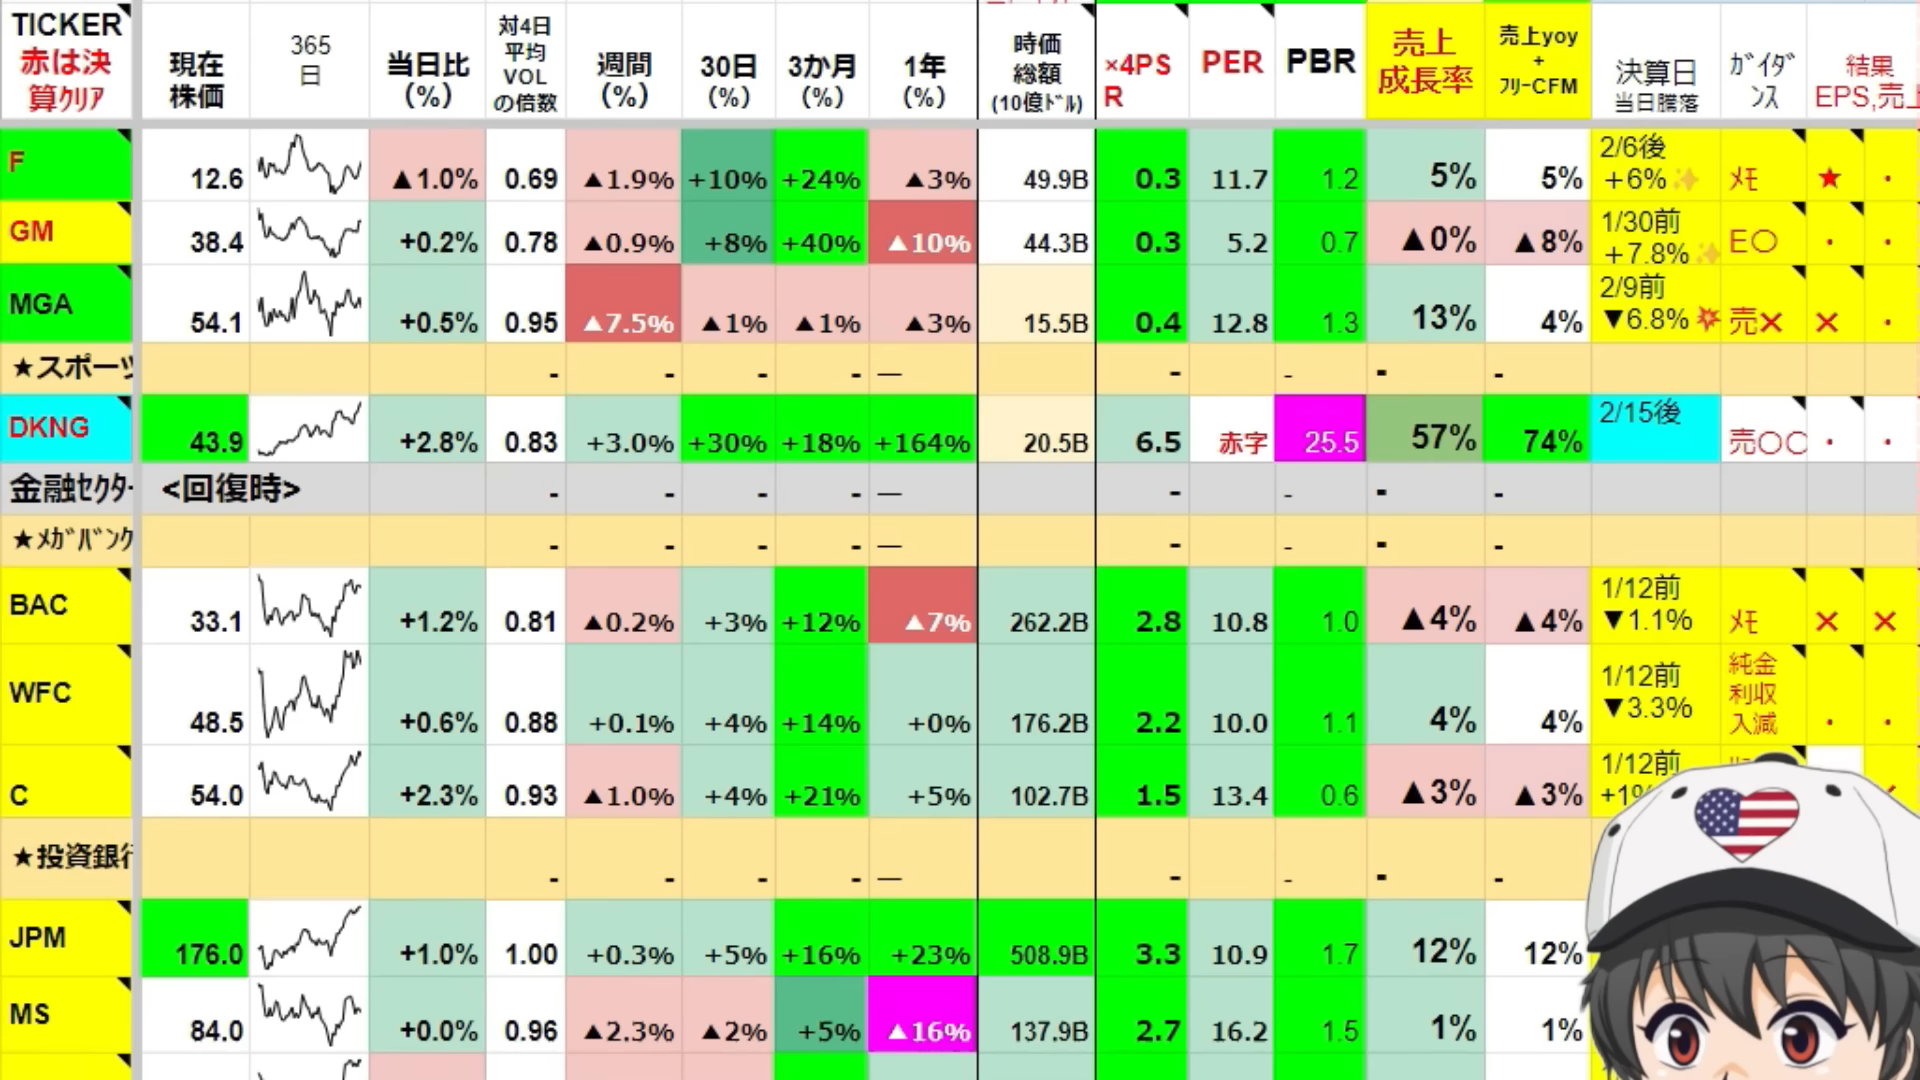 TICKER 赤は決算ｸﾘｱ 現在株価 365日 当日比(%) 対4日平均VOLの倍数 週間(%) 30日(%) 3か月(%) 1年(%) 時価総額(10億ﾄﾞﾙ) ×4PSR PER PBR 売上成長率 売上yoy+ﾌﾘｰCFM 決算日当日騰落 ｶﾞｲﾀﾞﾝｽ 結果EPS,売上
F 12.6 ▲1.0% 0.69 ▲1.9% +10% +24% ▲3% 49.9B 0.3 11.7 1.2 5% 5% 2/6後 +6%✨ ﾒﾓ ★ ・
GM 38.4 +0.2% 0.78 ▲0.9% +8% +40% ▲10% 44.3B 0.3 5.2 0.7 ▲0% ▲8% 1/30前 +7.8%✨ E〇 ・ ・
MGA 54.1 +0.5% 0.95 ▲7.5% ▲1% ▲1% ▲3% 15.5B 0.4 12.8 1.3 13% 4% 2/9前 ▼6.8% 売✕ ✕ ・
★スポーツ - - - - — - - - -
DKNG 43.9 +2.8% 0.83 +3.0% +30% +18% +164% 20.5B 6.5 赤字 25.5 57% 74% 2/15後 売〇〇 ・ ・
金融ｾｸﾀｰ <回復時> - - - - — - - - -
★ﾒｶﾞﾊﾞﾝｸ - - - - — - - - -
BAC 33.1 +1.2% 0.81 ▲0.2% +3% +12% ▲7% 262.2B 2.8 10.8 1.0 ▲4% ▲4% 1/12前 ▼1.1% ﾒﾓ ✕ ✕
WFC 48.5 +0.6% 0.88 +0.1% +4% +14% +0% 176.2B 2.2 10.0 1.1 4% 4% 1/12前 ▼3.3% 純金利収入減 ・ ・
C 54.0 +2.3% 0.93 ▲1.0% +4% +21% +5% 102.7B 1.5 13.4 0.6 ▲3% ▲3% 1/12前 +1%
★投資銀行 - - - - — - - - -
JPM 176.0 +1.0% 1.00 +0.3% +5% +16% +23% 508.9B 3.3 10.9 1.7 12% 12%
MS 84.0 +0.0% 0.96 ▲2.3% ▲2% +5% ▲16% 137.9B 2.7 16.2 1.5 1% 1%